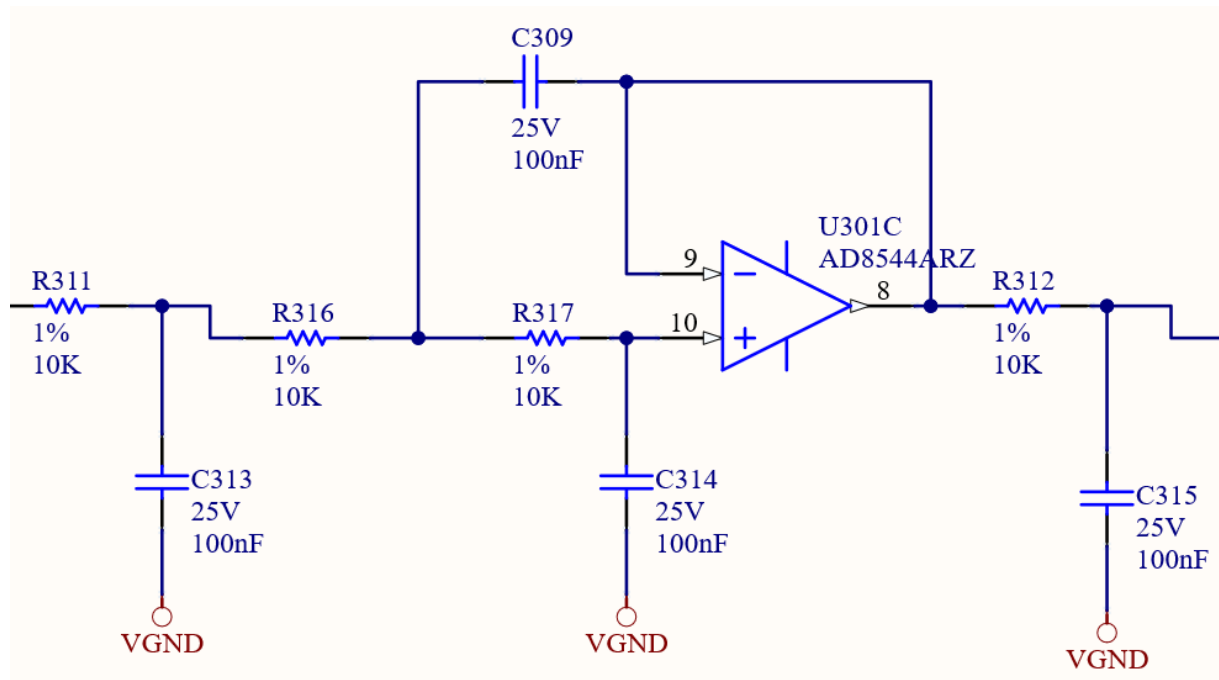 C309
25V
100nF
U301C
AD8544ARZ
9
8
10
R311
1%
10K
R316
1%
10K
R317
1%
10K
R312
1%
10K
C313
25V
100nF
C314
25V
100nF
C315
25V
100nF
VGND
VGND
VGND